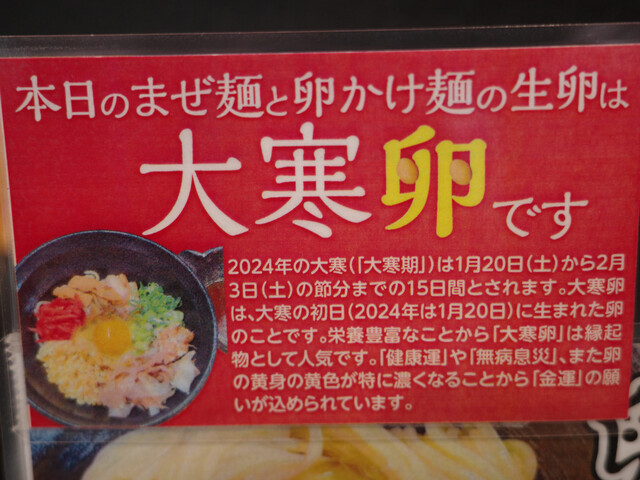 本日のまぜ麺と卵かけ麺の生卵は
大寒卵です
2024年の大寒(「大寒期」)は1月20日(土)から2月
3日(土)の節分までの15日間とされます。大寒卵
は、大寒の初日(2024年は1月20日)に生まれた卵
のことです。栄養豊富なことから「大寒卵」は縁起
物として人気です。「健康運」や「無病息災」、また卵
の黄身の黄色が特に濃くなることから「金運」の願
いが込められています。